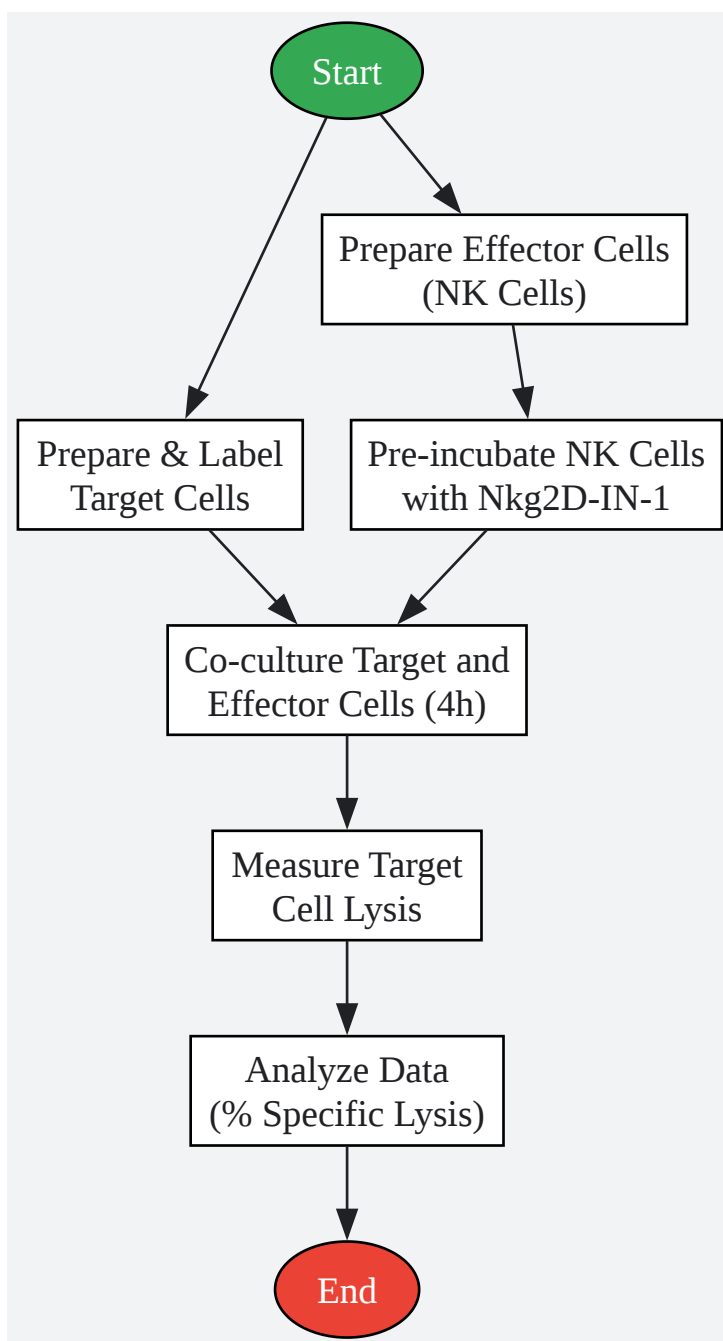 Start
Prepare Effector Cells
(NK Cells)
Prepare & Label
Target Cells
Pre-incubate NK Cells
with Nkg2D-IN-1
Co-culture Target and
Effector Cells (4h)
Measure Target
Cell Lysis
Analyze Data
(% Specific Lysis)
End